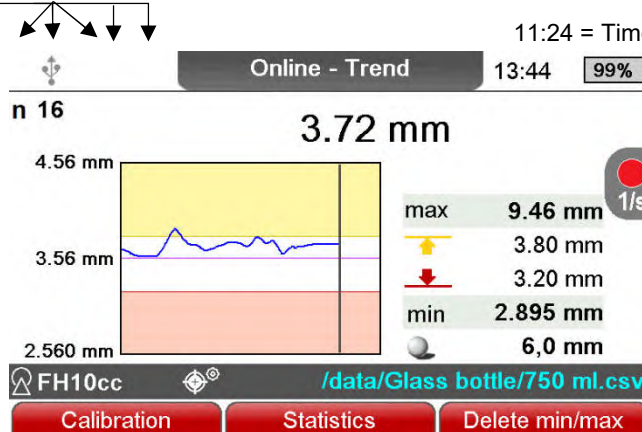 11:24 = Time
Online - Trend 13:44 99%
n 16
3.72 mm
4.56 mm
3.56 mm
2.560 mm
1/s
max 9.46 mm
3.80 mm
3.20 mm
min 2.895 mm
6,0 mm
FH10cc /data/Glass bottle/750 ml.csv
Calibration Statistics Delete min/max